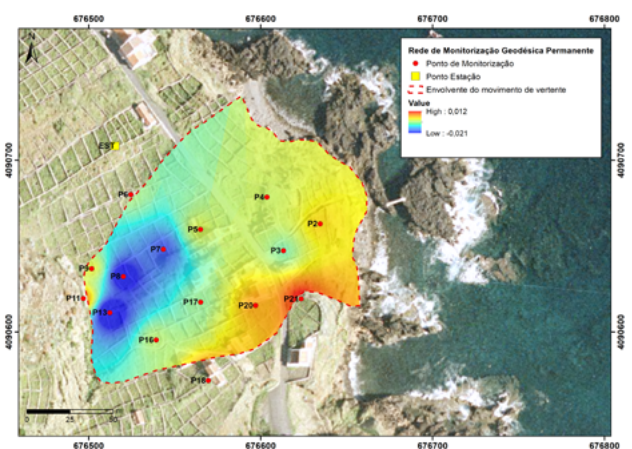 676500 676600 676700 676800
Rede de Monitorização Geodésica Permanente
Ponto de Monitorização
Ponto Estação
Envolvente do movimento de vertente
Value
High : 0,012
Low : -0,021
4090700
4090700
EST
P6
P4
P2
P5
P7
P3
P9
P11
P13
P17
P20
P21
P16
P18
4090600
4090600
0 25
676500 676600 676700 676800